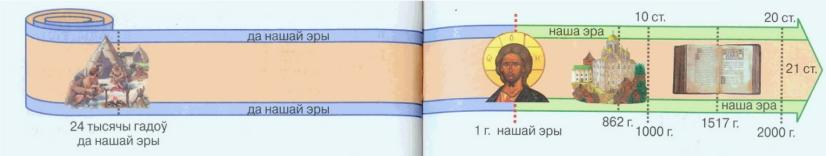 10 ст.
20 ст.
да нашай эры
наша эра
21 ст.
да нашай эры
наша эра
24 тысячы гадоў
да нашай эры
1 г. нашай эры
862 г.
1000 г.
1517 г.
2000 г.